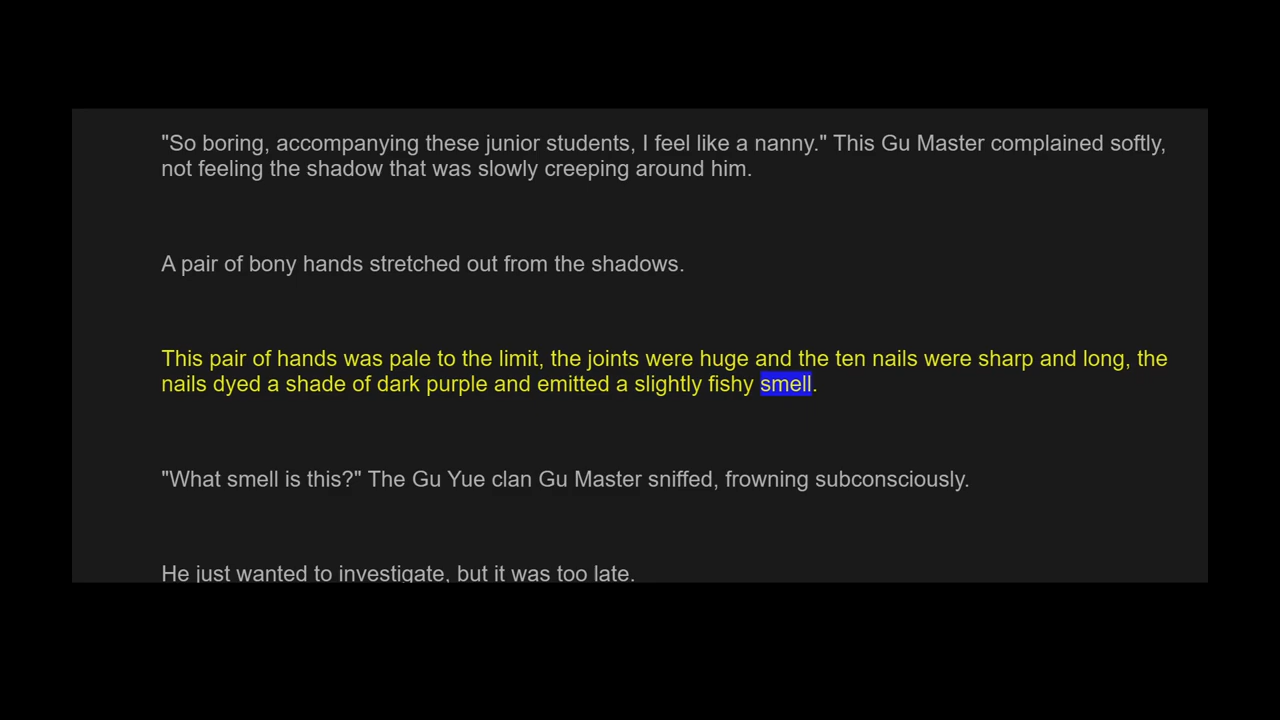 "So boring, accompanying these junior students, I feel like a nanny." This Gu Master complained softly,
not feeling the shadow that was slowly creeping around him.
A pair of bony hands stretched out from the shadows.
This pair of hands was pale to the limit, the joints were huge and the ten nails were sharp and long, the
nails dyed a shade of dark purple and emitted a slightly fishy smell.
"What smell is this?" The Gu Yue clan Gu Master sniffed, frowning subconsciously.
He just wanted to investigate, but it was too late.